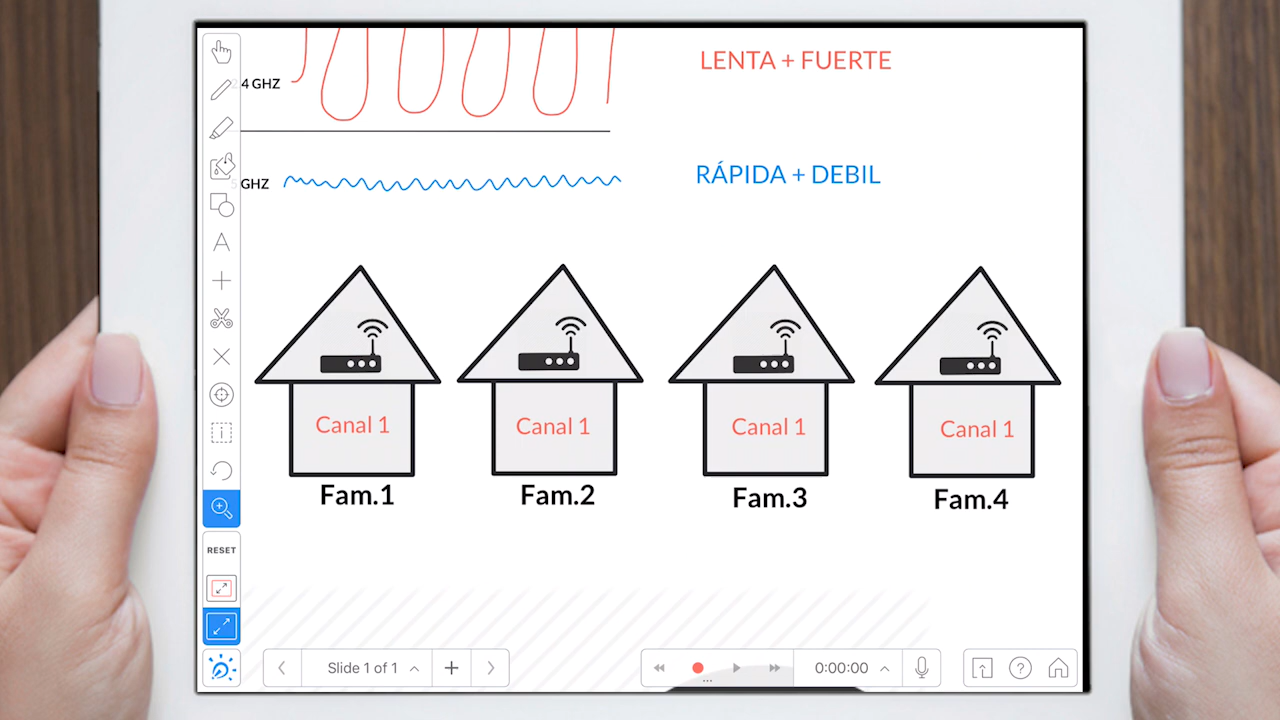 LENTA + FUERTE
4 GHZ
RÁPIDA + DEBIL
5 GHZ
Canal 1 Canal 1 Canal 1 Canal 1
Fam.1 Fam.2 Fam.3 Fam.4
RESET
Slide 1 of 1
0:00:00